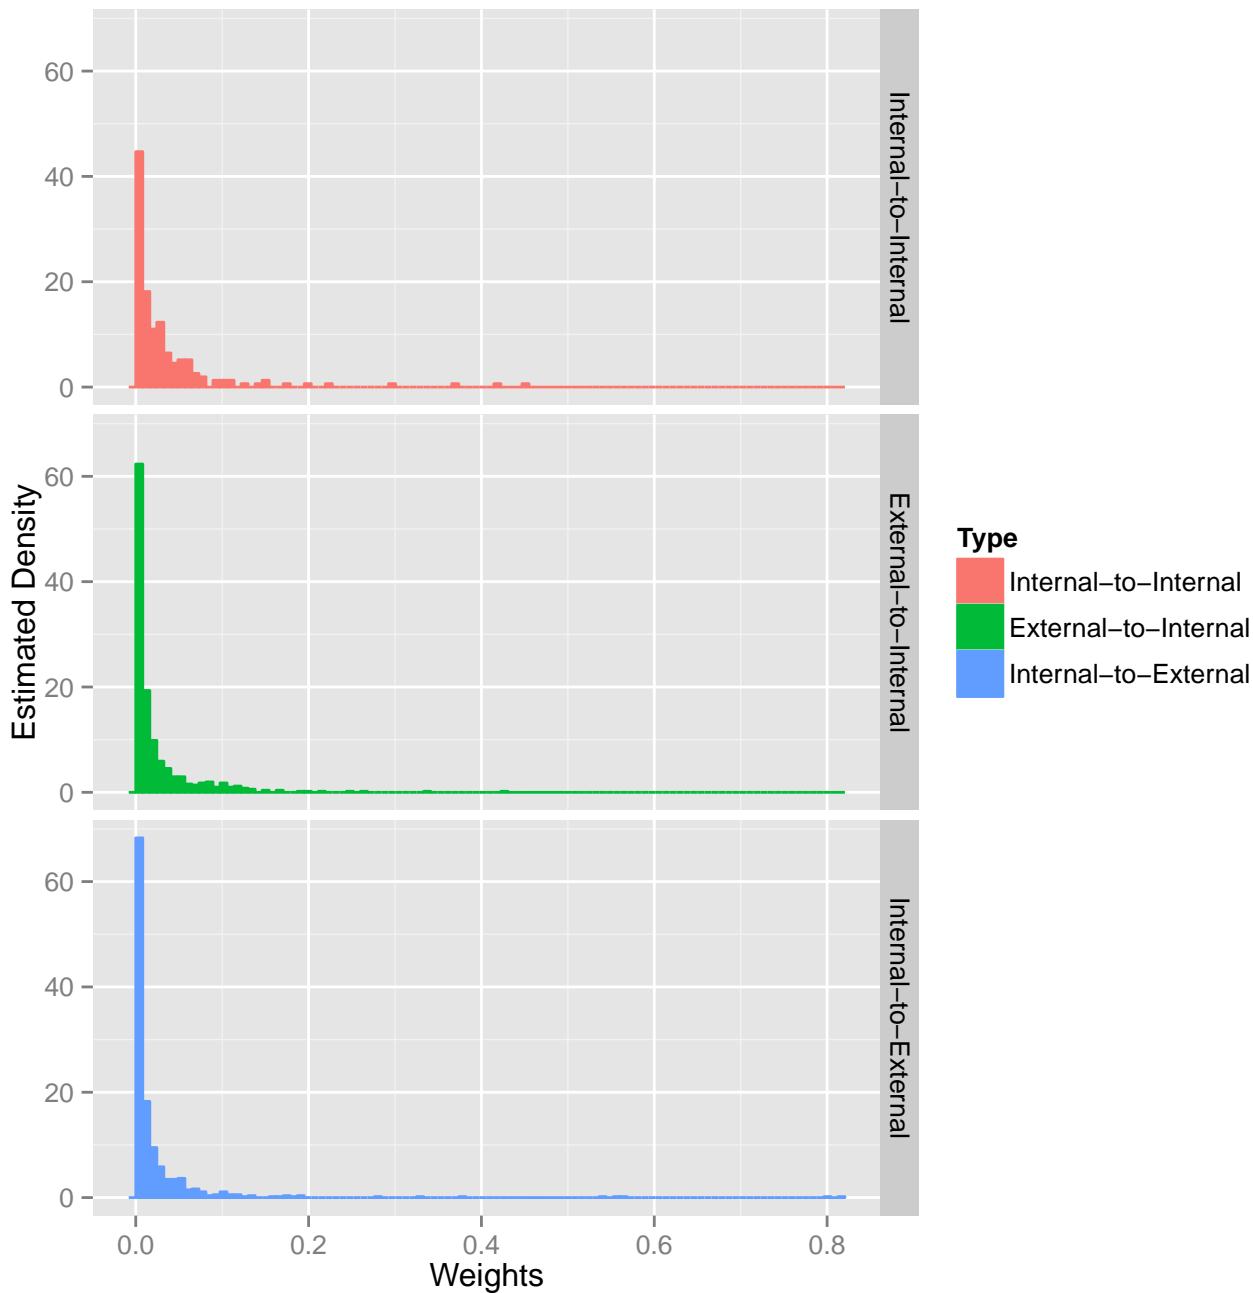 60
40
20
0
Internal−to−Internal
60
40
20
0
External−to−Internal
60
40
20
0
Internal−to−External
0.0 0.2 0.4 0.6 0.8
Weights
Estimated Density
Type
Internal−to−Internal
External−to−Internal
Internal−to−External